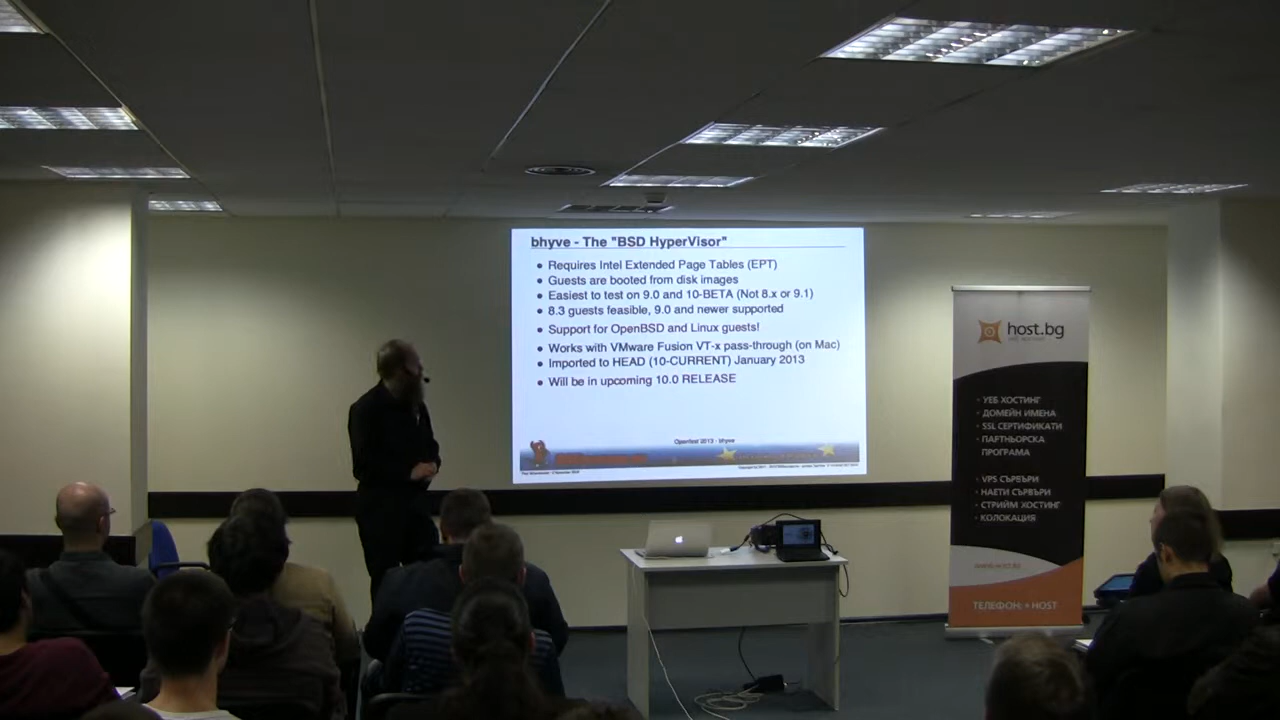 bhyve - The "BSD HyperVisor"
• Requires Intel Extended Page Tables (EPT)
• Guests are booted from disk images
• Easiest to test on 9.0 and 10-BETA (Not 8.x or 9.1)
• 8.3 guests feasible, 9.0 and newer supported
• Support for OpenBSD and Linux guests!
• Works with VMware Fusion VT-x pass-through (on Mac)
• Imported to HEAD (10-CURRENT) January 2013
• Will be in upcoming 10.0 RELEASE
Openfest 2013 - bhyve
host.bg
• УЕБ ХОСТИНГ
• ДОМЕЙН ИМЕНА
• SSL СЕРТИФИКАТИ
• ПАРТНЬОРСКА
ПРОГРАМА
• VPS СЪРВЪРИ
• НАЕТИ СЪРВЪРИ
• СТРИЙМ ХОСТИНГ
• КОЛОКАЦИЯ
ТЕЛЕФОН: • HOST